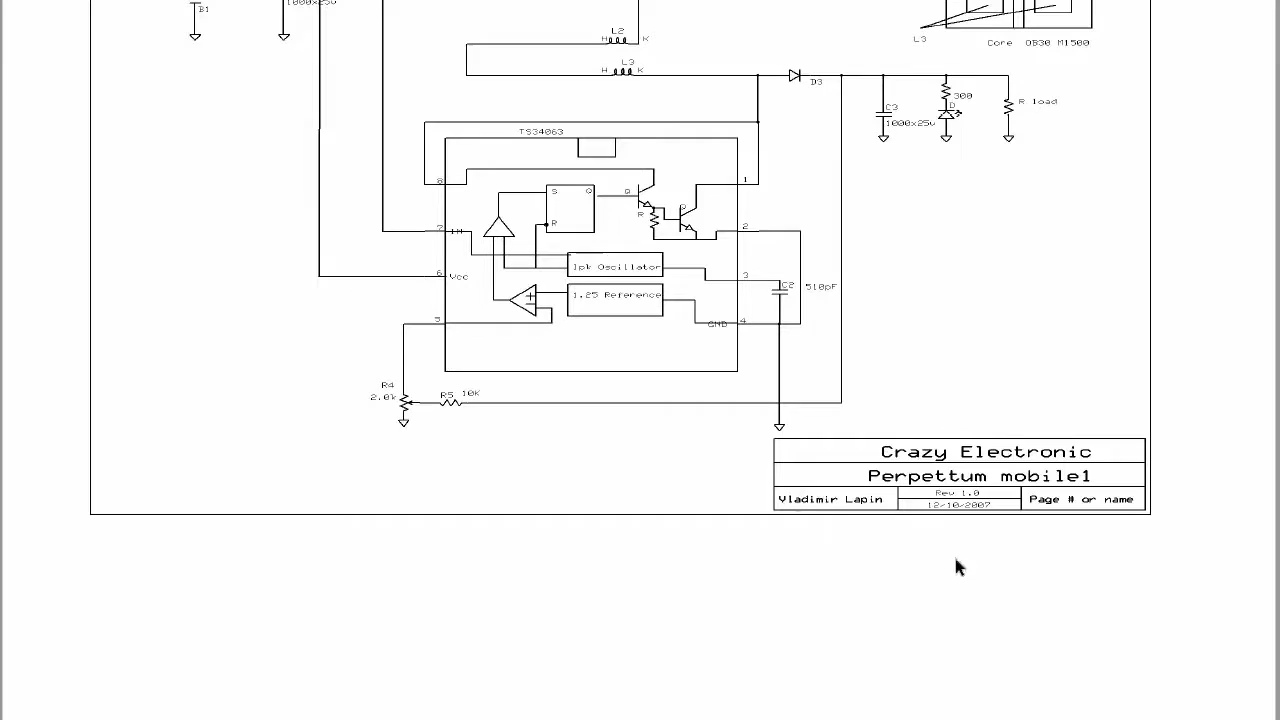 B1
1000x25v
L3
Core OB30 M1500
L2
H K
L3
H K
D3
300
C3
D
1000x25v
R load
TS34063
8
1
S Q
Q
R
Q
R
7 IN
2
1pk Oscillator
6 Vcc
3
C2
510pF
1.25 Reference
5
GND 4
R4
2.0k
R5 10K
Crazy Electronic
Perpettum mobile1
Vladimir Lapin
Rev 1.0
12/10/2007
Page # or name